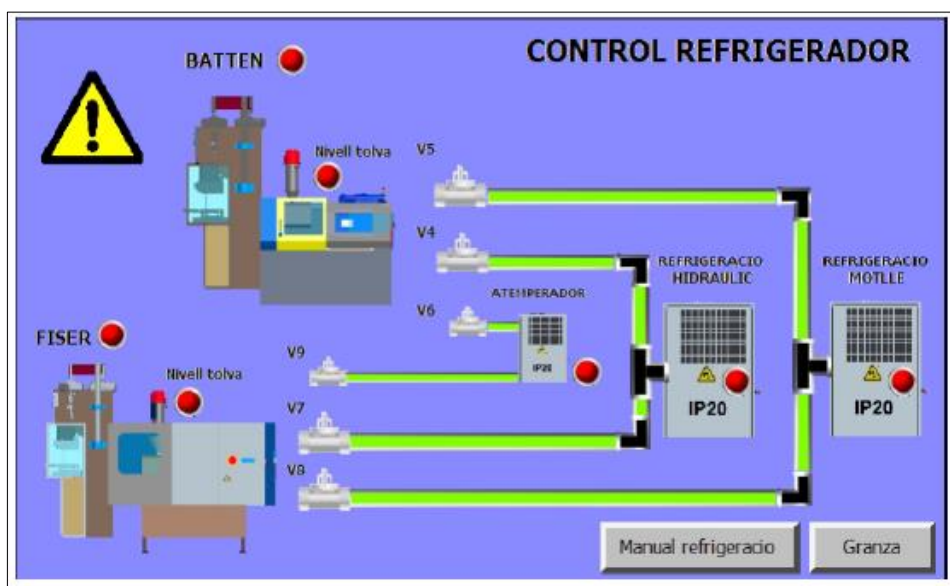 CONTROL REFRIGERADOR
BATTEN
Nivell tolva
V5
V4
REFRIGERACIO
HIDRAULIC
REFRIGERACIO
MOTLLE
ATEMPERADOR
V6
FISER
V9
Nivell tolva
IP20
IP20
IP20
V7
V8
Manual refrigeracio
Granza